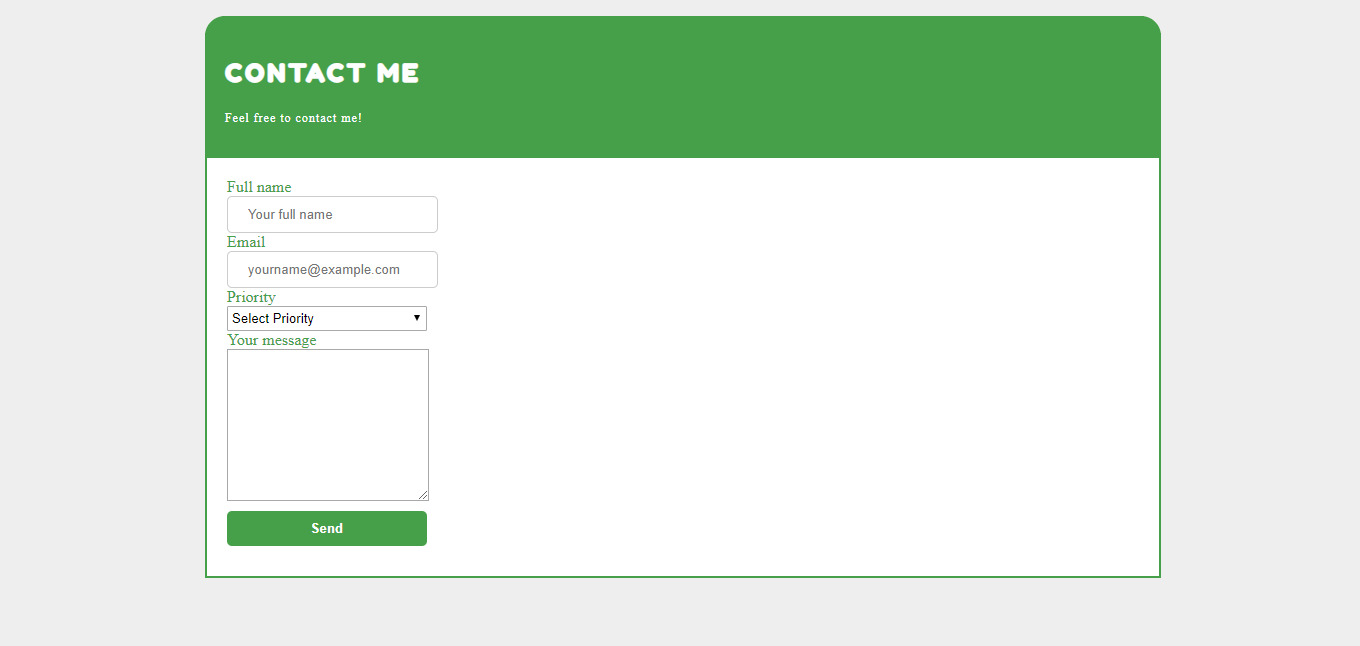 CONTACT ME
Feel free to contact me!
Full name
Your full name
Email
yourname@example.com
Priority
Select Priority
Your message
Send